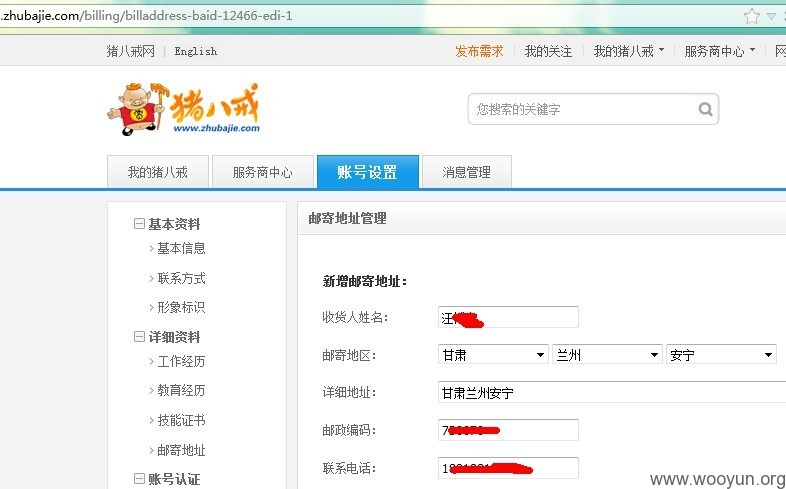 .zhubajie.com/billing/billaddress-baid-12466-edi-1
猪八戒网 | English 发布需求 我的关注 我的猪八戒 服务商中心
猪八戒
www.zhubajie.com
您搜索的关键字
我的猪八戒 服务商中心 账号设置 消息管理
基本资料
基本信息
联系方式
形象标识
详细资料
工作经历
教育经历
技能证书
邮寄地址
账号认证
邮寄地址管理
新增邮寄地址：
收货人姓名： 汪
邮寄地区： 甘肃 兰州 安宁
详细地址： 甘肃兰州安宁
邮政编码： 7
联系电话： 1
www.wooyun.org